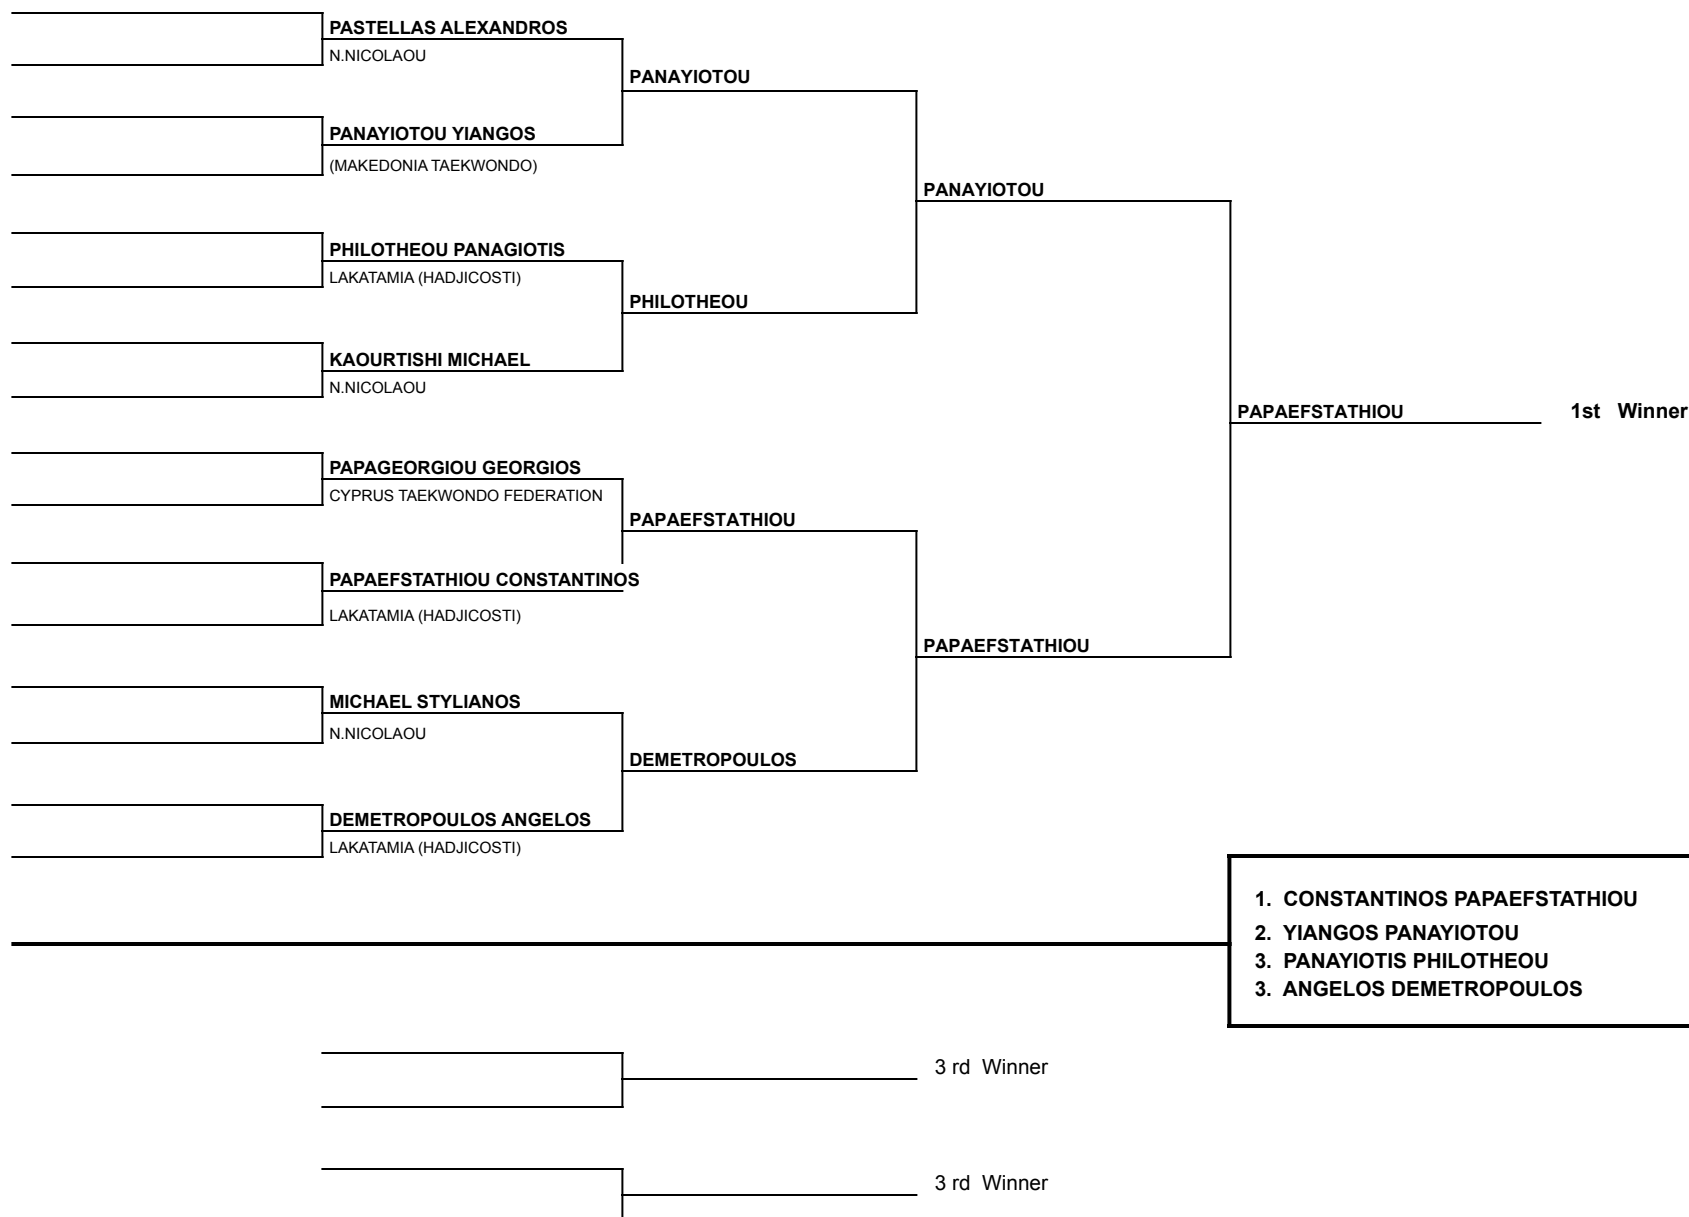 PASTELLAS ALEXANDROS
N.NICOLAOU
PANAYIOTOU
PANAYIOTOU YIANGOS
(MAKEDONIA TAEKWONDO)
PANAYIOTOU
PHILOTHEOU PANAGIOTIS
LAKATAMIA (HADJICOSTI)
PHILOTHEOU
KAOURTISHI MICHAEL
N.NICOLAOU
PAPAEFSTATHIOU 1st Winner
PAPAGEORGIOU GEORGIOS
CYPRUS TAEKWONDO FEDERATION
PAPAEFSTATHIOU
PAPAEFSTATHIOU CONSTANTINOS
LAKATAMIA (HADJICOSTI)
PAPAEFSTATHIOU
MICHAEL STYLIANOS
N.NICOLAOU
DEMETROPOULOS
DEMETROPOULOS ANGELOS
LAKATAMIA (HADJICOSTI)
1. CONSTANTINOS PAPAEFSTATHIOU
2. YIANGOS PANAYIOTOU
3. PANAYIOTIS PHILOTHEOU
3. ANGELOS DEMETROPOULOS
3 rd Winner
3 rd Winner